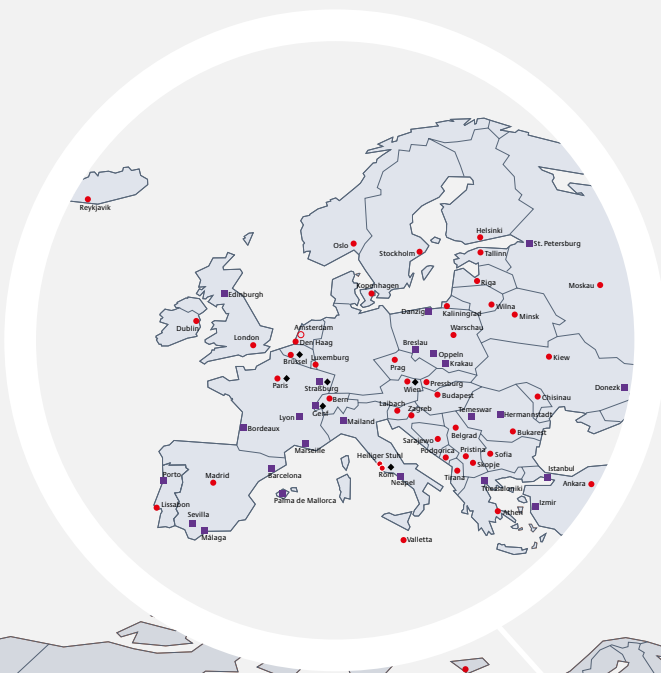 Reykjavik
Helsinki
Oslo
Stockholm
Tallinn
St. Petersburg
Kopenhagen
Riga
Moskau
Edinburgh
Danzig
Kaliningrad
Wilna
Minsk
Dublin
London
Amsterdam
Den Haag
Warschau
Brüssel
Luxemburg
Breslau
Oppeln
Krakau
Prag
Kiew
Paris
Straßburg
Wien
Pressburg
Donezk
Bern
Genf
Laibach
Zagreb
Budapest
Chisinau
Lyon
Mailand
Temeswar
Hermannstadt
Bordeaux
Belgrad
Bukarest
Marseille
Sarajewo
Podgorica
Pristina
Sofia
Heiliger Stuhl
Rom
Skopje
Tirana
Istanbul
Porto
Madrid
Barcelona
Neapel
Thessaloniki
Ankara
Palma de Mallorca
Lissabon
Izmir
Sevilla
Athen
Málaga
Valletta